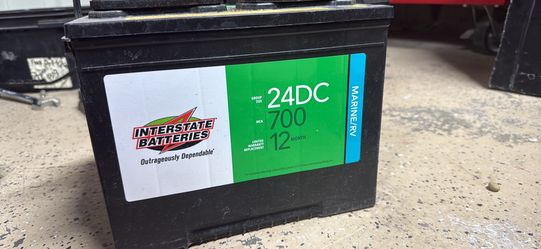 INTERSTATE
BATTERIES
Outrageously Dependable®
GROUP
SIZE
24DC
MCA
700
LIMITED
WARRANTY
REPLACEMENT
12 MONTH
MARINE/RV